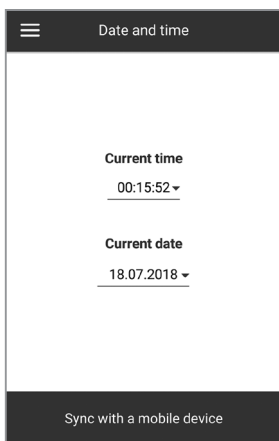 Date and time
Current time
00:15:52
Current date
18.07.2018
Sync with a mobile device